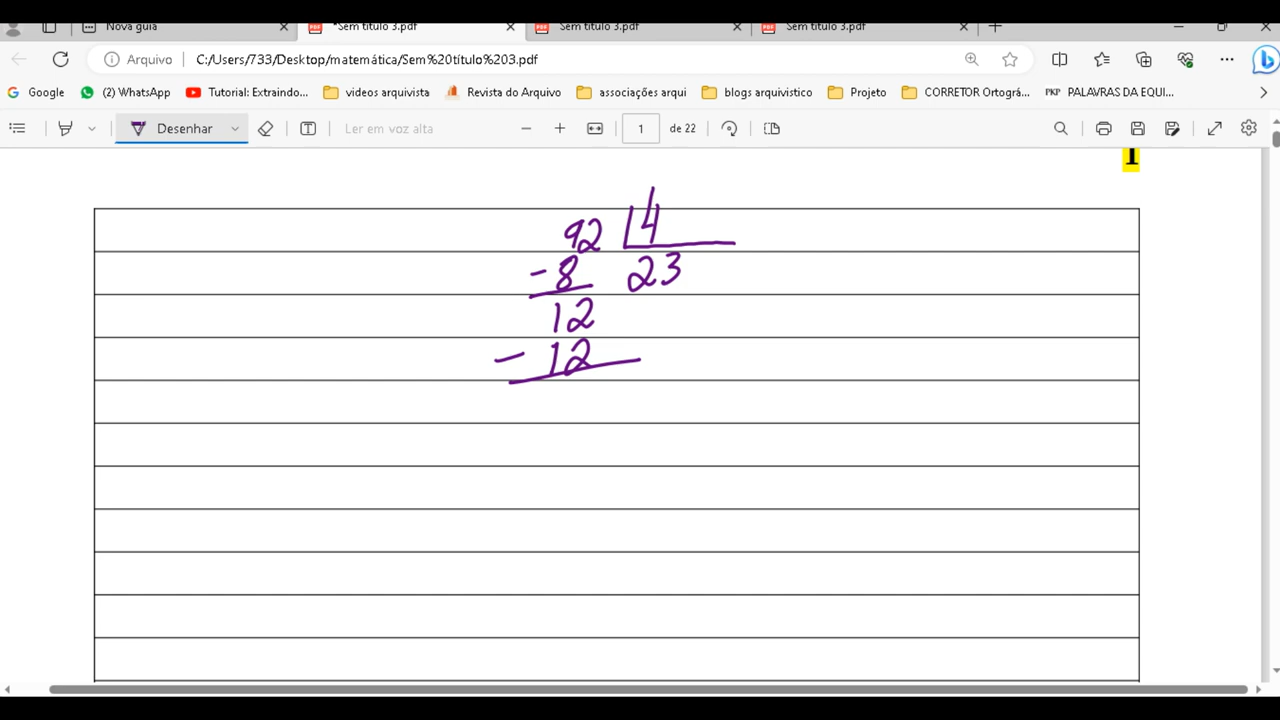 Nova guia
*Sem título 3.pdf
Sem título 3.pdf
Sem título 3.pdf
Arquivo
C:/Users/733/Desktop/matemática/Sem%20título%203.pdf
Google
(2) WhatsApp
Tutorial: Extraindo...
videos arquivista
Revista do Arquivo
associações arqui
blogs arquivistico
Projeto
CORRETOR Ortográ...
PKP PALAVRAS DA EQUI...
Desenhar
Ler em voz alta
1 de 22
1
92 4
- 8 23
12
- 12